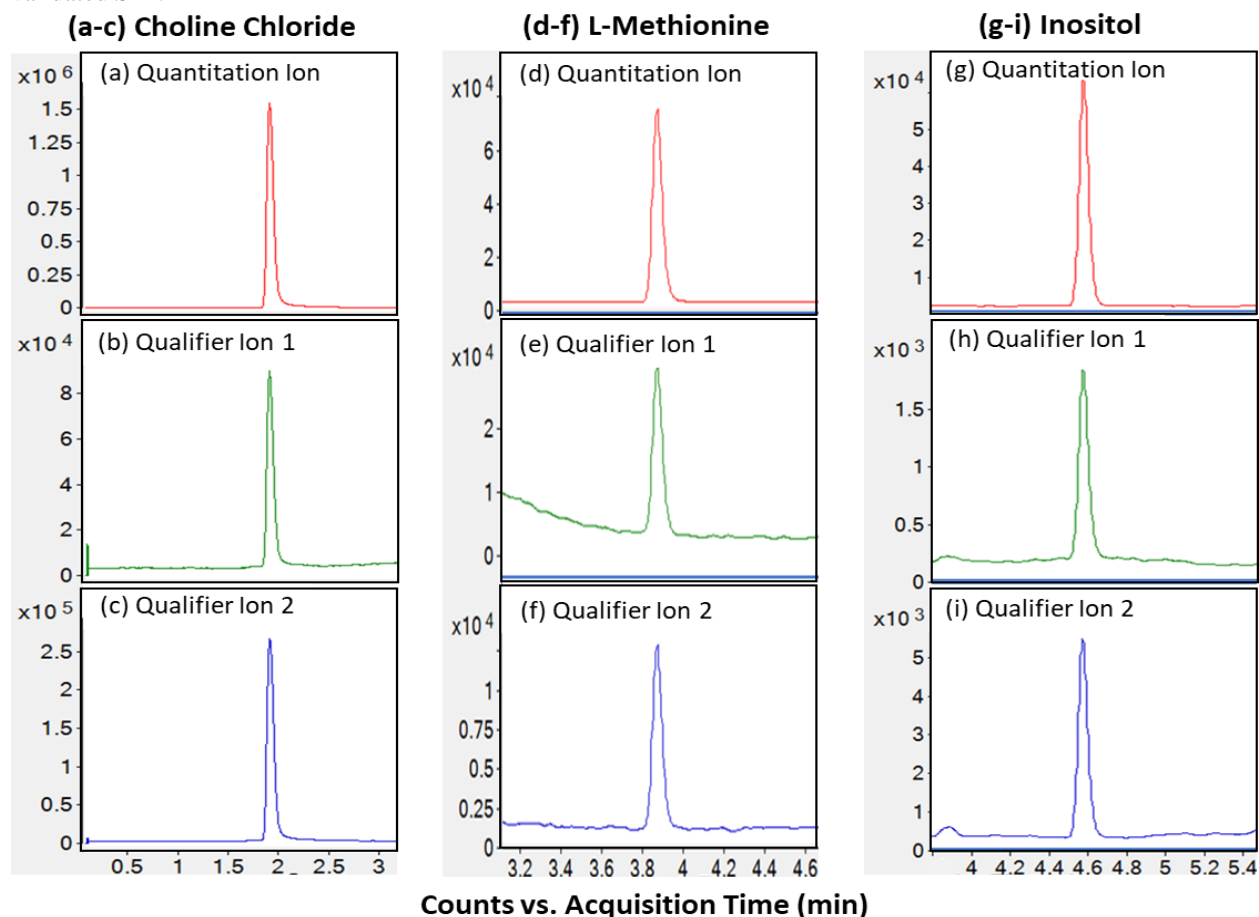 (a-c) Choline Chloride
(d-f) L-Methionine
(g-i) Inositol
(a) Quantitation Ion
x10 6
1.5
1.25
1
0.75
0.5
0.25
0
(d) Quantitation Ion
x10 4
6
4
2
0
(g) Quantitation Ion
x10 4
5
4
3
2
1
(b) Qualifier Ion 1
x10 4
8
6
4
2
0
(e) Qualifier Ion 1
x10 4
2
1
0
(h) Qualifier Ion 1
x10 3
1.5
1
0.5
0
(c) Qualifier Ion 2
x10 5
2.5
2
1.5
1
0.5
0
0.5 1 1.5 2 2.5 3
(f) Qualifier Ion 2
x10 4
1
0.75
0.5
0.25
0
3.2 3.4 3.6 3.8 4 4.2 4.4 4.6
(i) Qualifier Ion 2
x10 3
5
4
3
2
1
0
4 4.2 4.4 4.6 4.8 5 5.2 5.4
Counts vs. Acquisition Time (min)